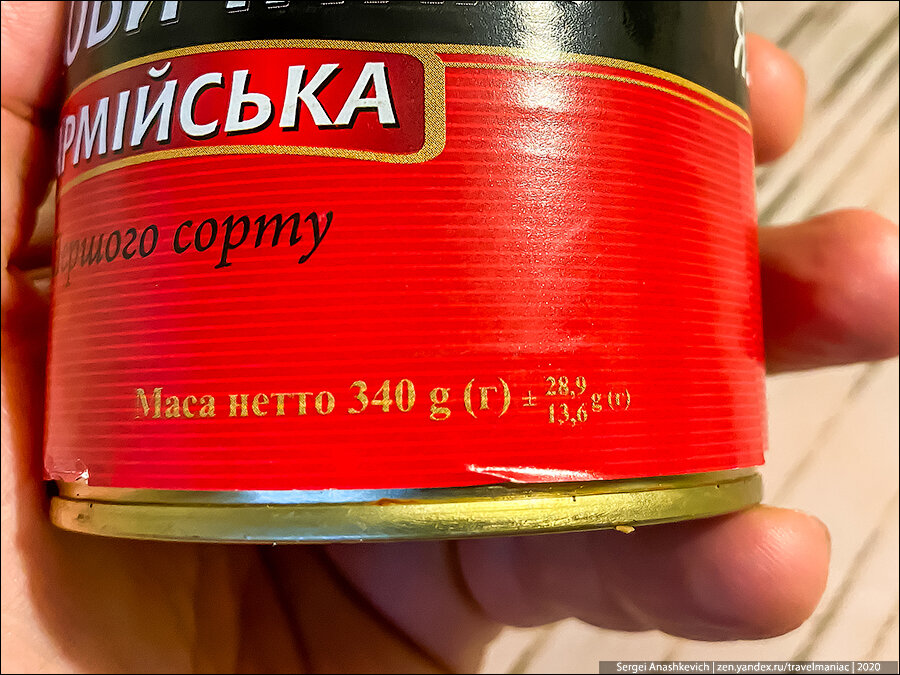 АРМІЙСЬКА
першого сорту
Маса нетто 340 g (г) ± 28,9 13,6 g (г)
Sergei Anashkevich | zen.yandex.ru/travelmaniac | 2020